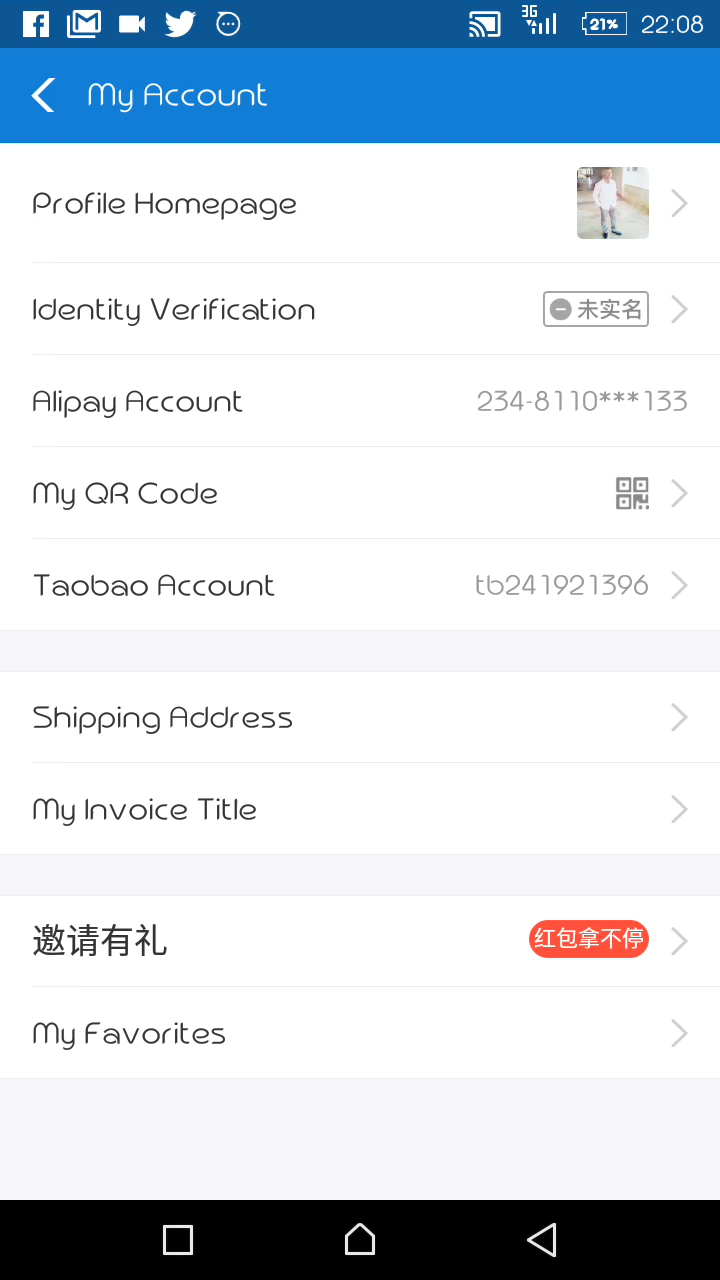 3G 21% 22:08
My Account
Profile Homepage
Identity Verification 未实名
Alipay Account 234-8110***133
My QR Code
Taobao Account tb241921396
Shipping Address
My Invoice Title
邀请有礼 红包拿不停
My Favorites